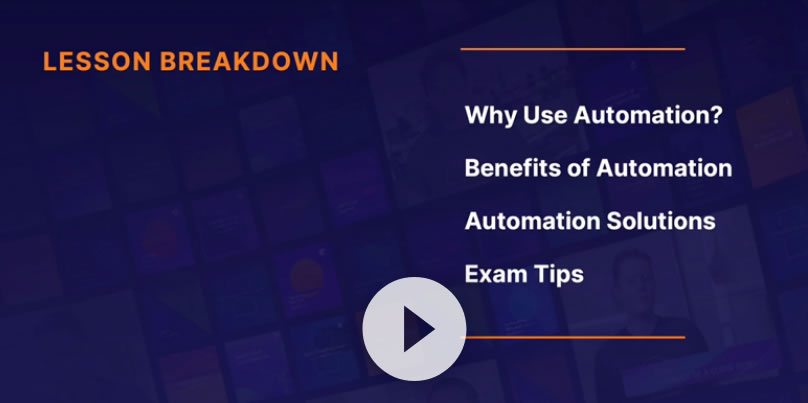 LESSON BREAKDOWN
Why Use Automation?
Benefits of Automation
Automation Solutions
Exam Tips